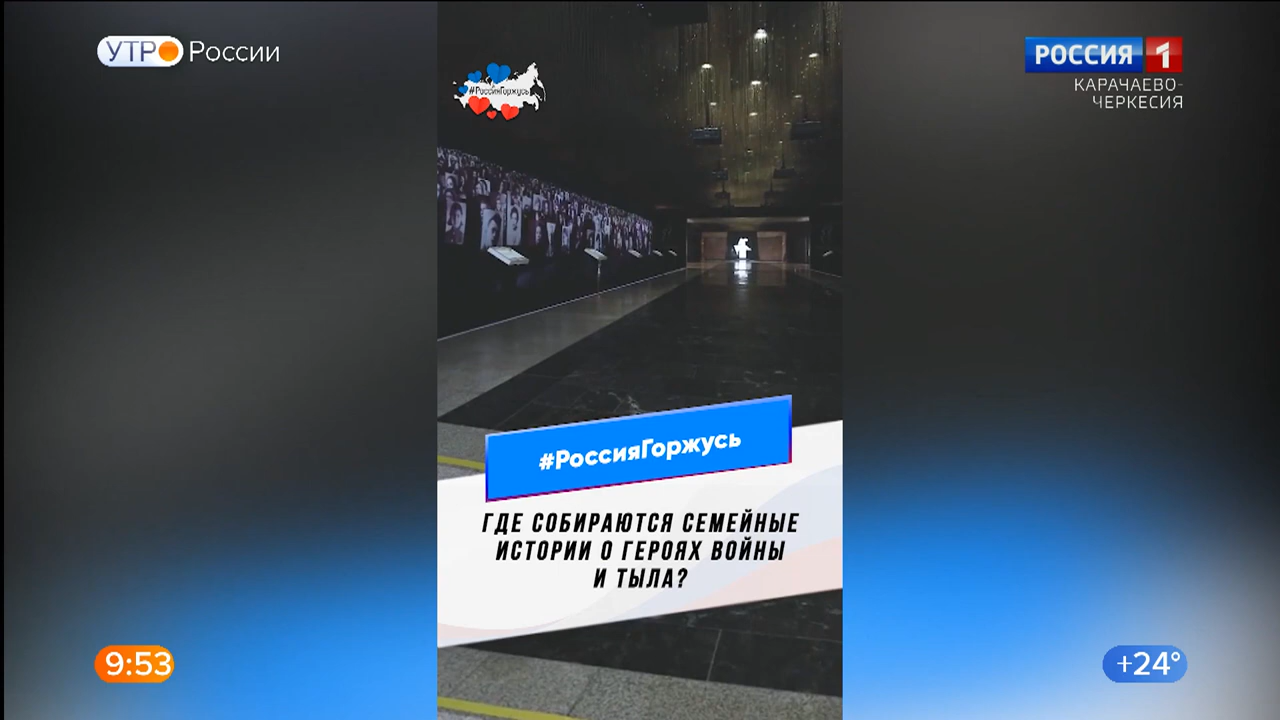 УТРО России
РОССИЯ 1
КАРАЧАЕВО-
ЧЕРКЕСИЯ
#РоссияГоржусь
#РоссияГоржусь
ГДЕ СОБИРАЮТСЯ СЕМЕЙНЫЕ
ИСТОРИИ О ГЕРОЯХ ВОЙНЫ
И ТЫЛА?
9:53
+24°